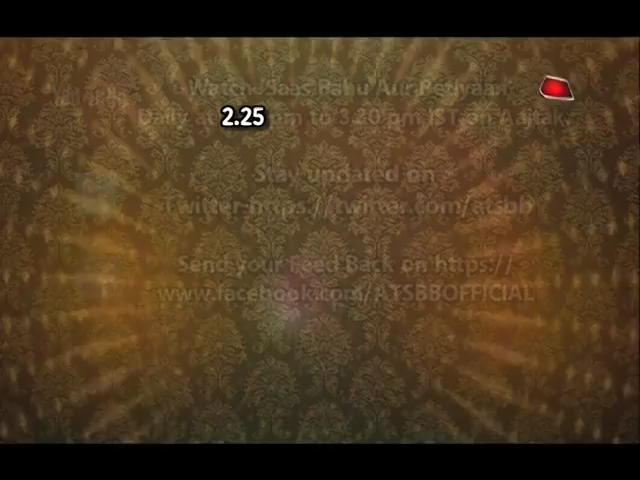 Watch Saas Bahu Aur Betiyaan
Daily at 2.25 pm to 3.20 pm IST on Aajtak.
Stay updated on
Twitter-https://twitter.com/atsbb
Send your Feed Back on https://
www.facebook.com/ATSBBOFFICIAL